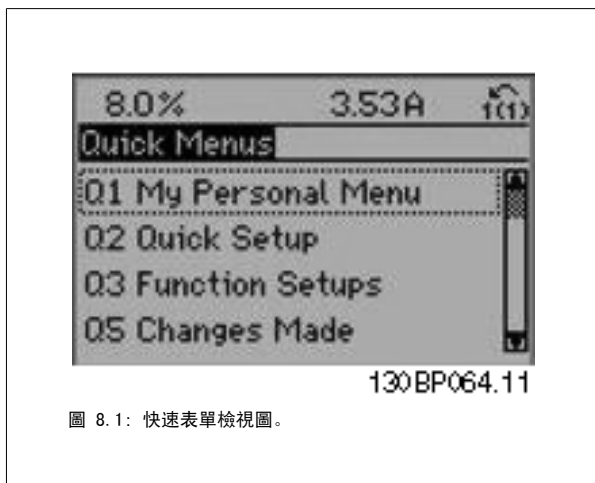 8.0% 3.53A 1(1)
Quick Menus
Q1 My Personal Menu
Q2 Quick Setup
Q3 Function Setups
Q5 Changes Made
130BP064.11
圖 8.1: 快速表單檢視圖。